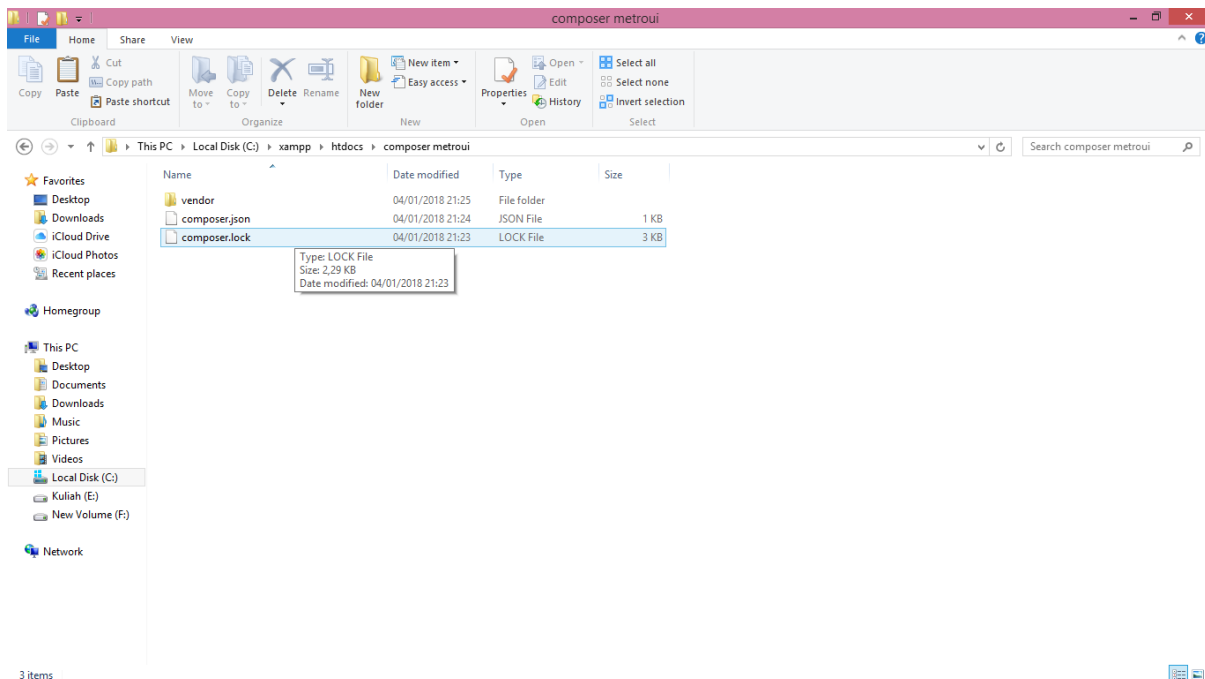 composer metroui
File Home Share View
Copy
Paste
Cut
Copy path
Paste shortcut
Move to
Copy to
Delete
Rename
New folder
New item
Easy access
Properties
Open
Edit
History
Select all
Select none
Invert selection
Clipboard Organize New Open Select
This PC Local Disk (C:) xampp htdocs composer metroui
Search composer metroui
Name Date modified Type Size
vendor 04/01/2018 21:25 File folder
composer.json 04/01/2018 21:24 JSON File 1 KB
composer.lock 04/01/2018 21:23 LOCK File 3 KB
Type: LOCK File
Size: 2,29 KB
Date modified: 04/01/2018 21:23
Favorites
Desktop
Downloads
iCloud Drive
iCloud Photos
Recent places
Homegroup
This PC
Desktop
Documents
Downloads
Music
Pictures
Videos
Local Disk (C:)
Kuliah (E:)
New Volume (F:)
Network
3 items